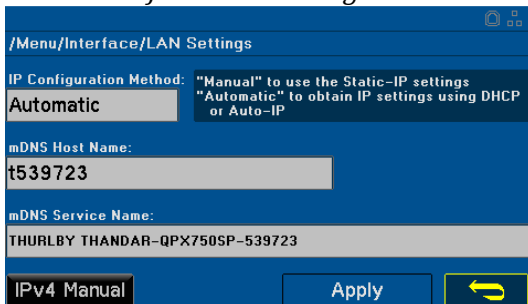 /Menu/Interface/LAN Settings
IP Configuration Method:
Automatic
"Manual" to use the Static-IP settings
"Automatic" to obtain IP settings using DHCP
or Auto-IP
mDNS Host Name:
t539723
mDNS Service Name:
THURLBY THANDAR-QPX750SP-539723
IPv4 Manual
Apply